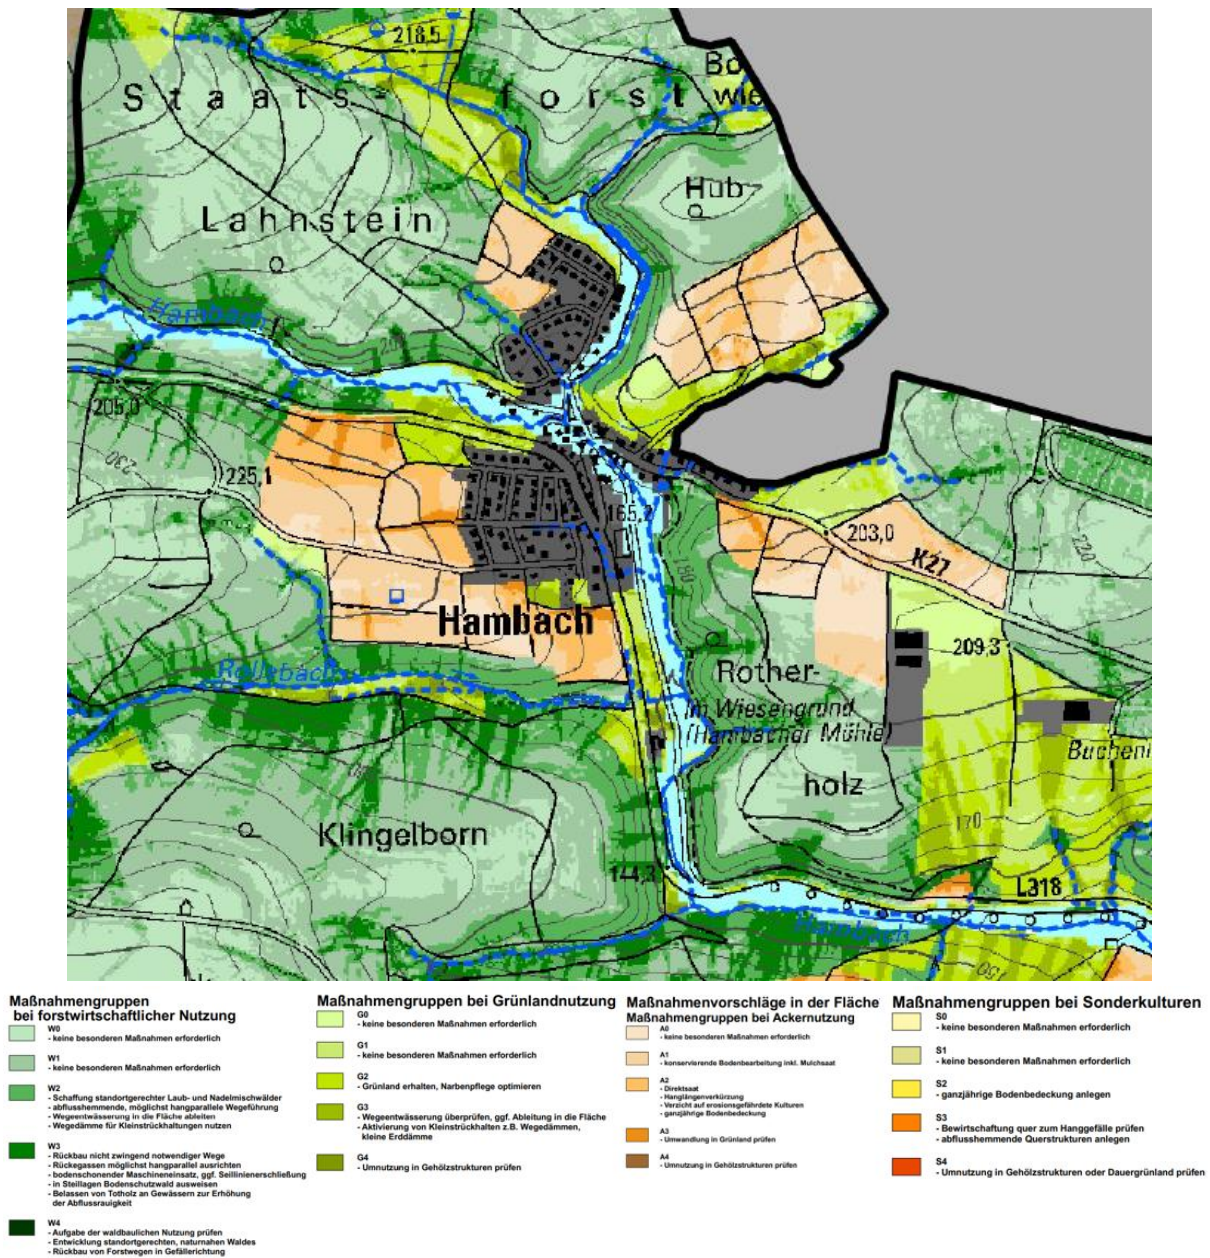 218,5
Bo
Staats- forst wie
Hub
Lahnstein
Hambach
205,0
230
225,1
165,2
203,0
K27
220
180
Hambach
209,3
Rother-
Rollsbach
Im Wiesengrund
(Hambacher Mühle)
Buchen
holz
170
Klingelborn
144,3
L318
Hambach
50
Maßnahmengruppen
bei forstwirtschaftlicher Nutzung
W0
- keine besonderen Maßnahmen erforderlich
W1
- keine besonderen Maßnahmen erforderlich
W2
- Schaffung standortgerechter Laub- und Nadelmischwälder
- abflusshemmende, möglichst hangparallele Wegeführung
- Wegeentwässerung in die Fläche ableiten
- Wegedämme für Kleinstrückhaltungen nutzen
W3
- Rückbau nicht zwingend notwendiger Wege
- Rückegassen möglichst hangparallel ausrichten
- bodenschonender Maschineneinsatz, ggf. Seillinienerschließung
- in Steillagen Bodenschutzwald ausweisen
- Belassen von Totholz an Gewässern zur Erhöhung
der Abflussrauigkeit
W4
- Aufgabe der waldbaulichen Nutzung prüfen
- Entwicklung standortgerechten, naturnahen Waldes
- Rückbau von Forstwegen in Gefällerichtung
Maßnahmengruppen bei Grünlandnutzung
G0
- keine besonderen Maßnahmen erforderlich
G1
- keine besonderen Maßnahmen erforderlich
G2
- Grünland erhalten, Narbenpflege optimieren
G3
- Wegeentwässerung überprüfen, ggf. Ableitung in die Fläche
- Aktivierung von Kleinstrückhalten z.B. Wegedämmen,
kleine Erddämme
G4
- Umnutzung in Gehölzstrukturen prüfen
Maßnahmenvorschläge in der Fläche
Maßnahmengruppen bei Ackernutzung
A0
- keine besonderen Maßnahmen erforderlich
A1
- konservierende Bodenbearbeitung inkl. Mulchsaat
A2
- Direktsaat
- Hanglängenverkürzung
- Verzicht auf erosionsgefährdete Kulturen
- ganzjährige Bodenbedeckung
A3
- Umwandlung in Grünland prüfen
A4
- Umnutzung in Gehölzstrukturen prüfen
Maßnahmengruppen bei Sonderkulturen
S0
- keine besonderen Maßnahmen erforderlich
S1
- keine besonderen Maßnahmen erforderlich
S2
- ganzjährige Bodenbedeckung anlegen
S3
- Bewirtschaftung quer zum Hanggefälle prüfen
- abflusshemmende Querstrukturen anlegen
S4
- Umnutzung in Gehölzstrukturen oder Dauergrünland prüfen